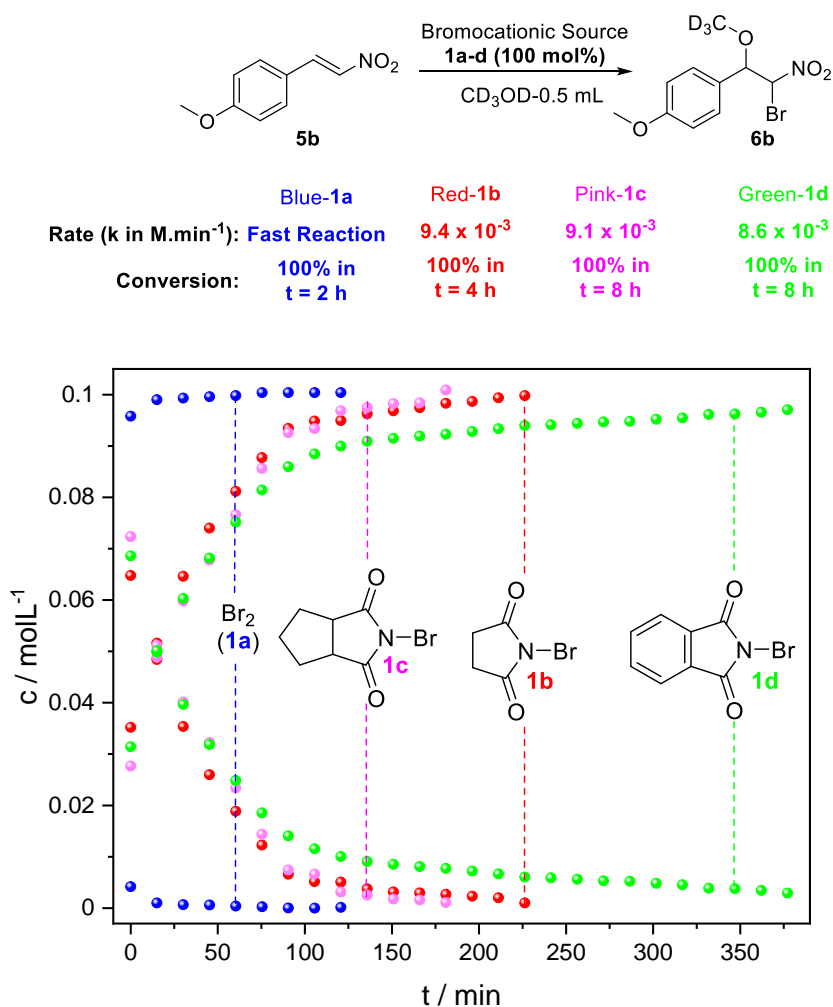 Bromocationic Source
1a-d (100 mol%)
CD₃OD-0.5 mL
O
NO₂
5b
D₃C
O
NO₂
Br
O
6b
Blue-1a Red-1b Pink-1c Green-1d
Rate (k in M.min⁻¹): Fast Reaction 9.4 x 10⁻³ 9.1 x 10⁻³ 8.6 x 10⁻³
Conversion: 100% in t = 2 h 100% in t = 4 h 100% in t = 8 h 100% in t = 8 h
c / molL⁻¹
0.1
0.08
0.06
0.04
0.02
0
Br₂
(1a)
O
N
Br
O
1c
O
N
Br
O
1b
O
N
Br
O
1d
0 50 100 150 200 250 300 350
t / min